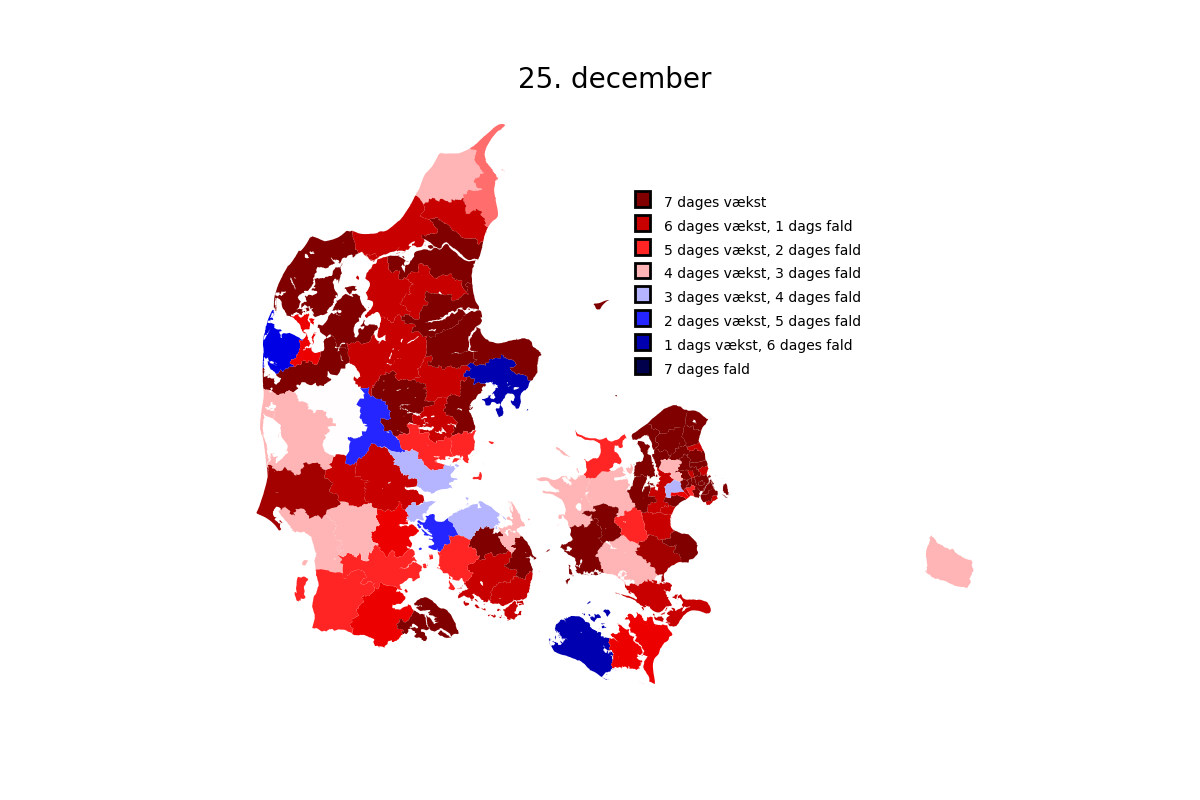 25. december
7 dages vækst
6 dages vækst, 1 dags fald
5 dages vækst, 2 dages fald
4 dages vækst, 3 dages fald
3 dages vækst, 4 dages fald
2 dages vækst, 5 dages fald
1 dags vækst, 6 dages fald
7 dages fald